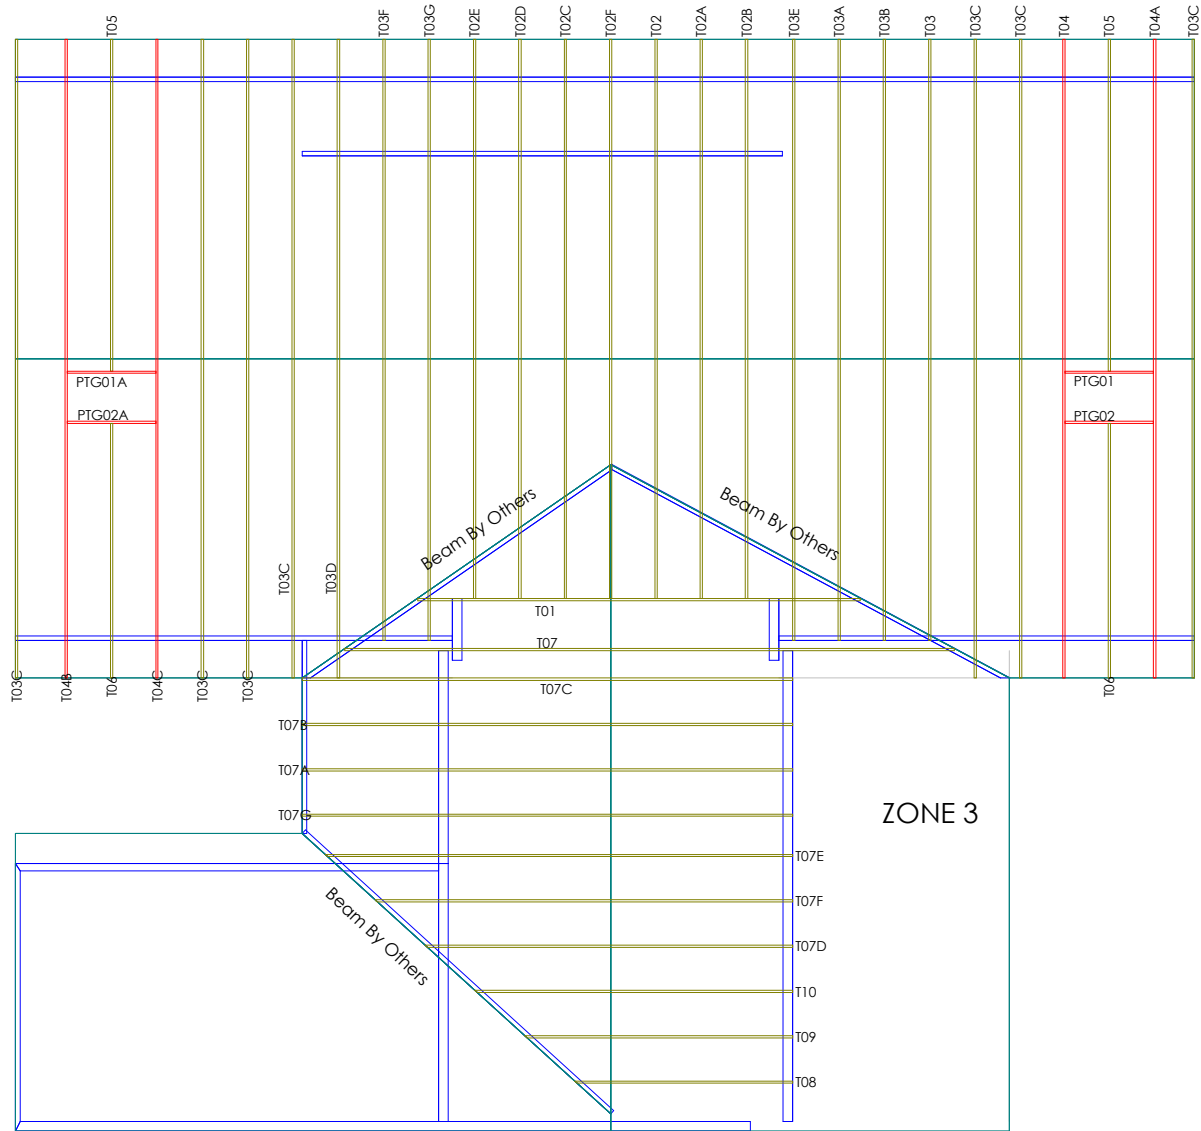 T05
T03F
T03G
T02E
T02D
T02C
T02F
T02
T02A
T02B
T03E
T03A
T03B
T03
T03C
T03C
T04
T05
T04A
T03C
PTG01A
PTG01
PTG02A
PTG02
Beam By Others
Beam By Others
T03C
T03D
T01
T07
T03C
T04B
T06
T04C
T03C
T03C
T07C
T06
T07B
T07A
T07G
ZONE 3
T07E
T07F
Beam By Others
T07D
T10
T09
T08